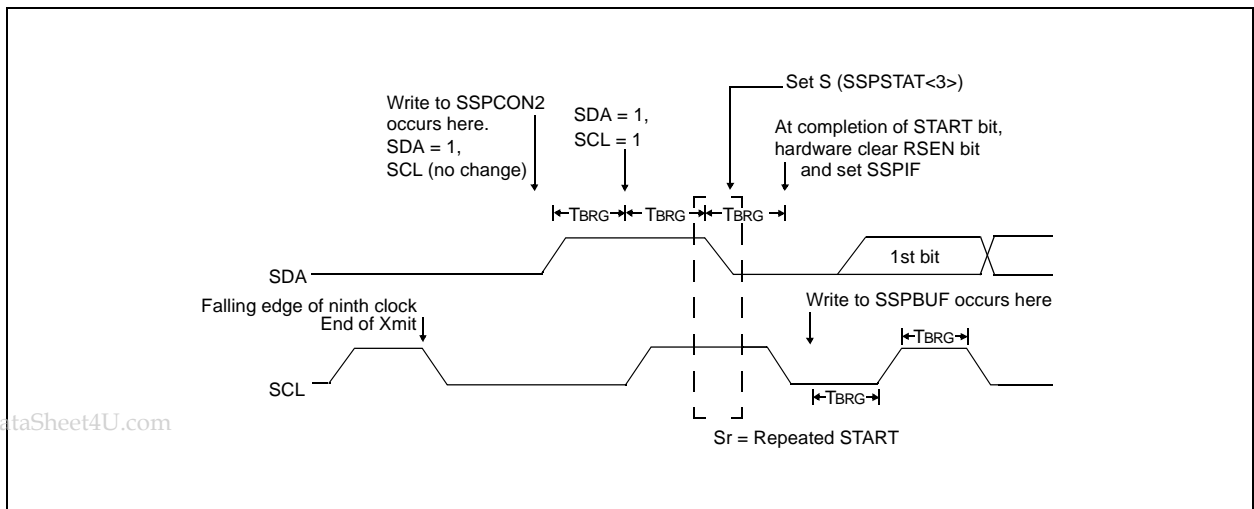 Set S (SSPSTAT<3>)
Write to SSPCON2
occurs here.
SDA = 1,
SCL (no change)
SDA = 1,
SCL = 1
At completion of START bit,
hardware clear RSEN bit
and set SSPIF
TBRG
TBRG
TBRG
SDA
1st bit
Falling edge of ninth clock
End of Xmit
Write to SSPBUF occurs here
TBRG
SCL
TBRG
Sr = Repeated START
ataSheet4U.com